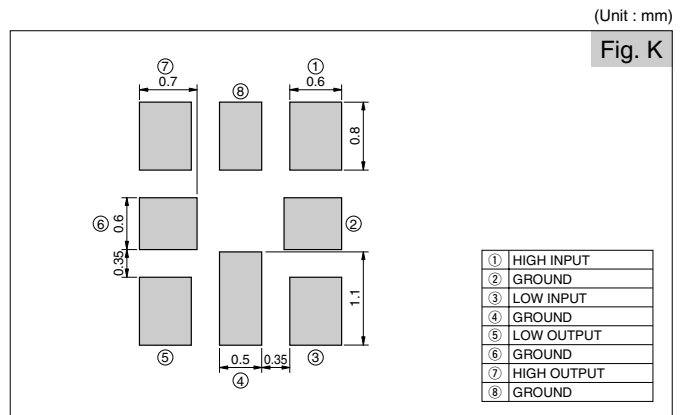 (Unit : mm)
Fig. K
⑦ ①
0.7 ⑧ 0.6
0.8
⑥ 0.6 ②
0.35
1.1
⑤ 0.5 0.35 ③
④
① HIGH INPUT
② GROUND
③ LOW INPUT
④ GROUND
⑤ LOW OUTPUT
⑥ GROUND
⑦ HIGH OUTPUT
⑧ GROUND